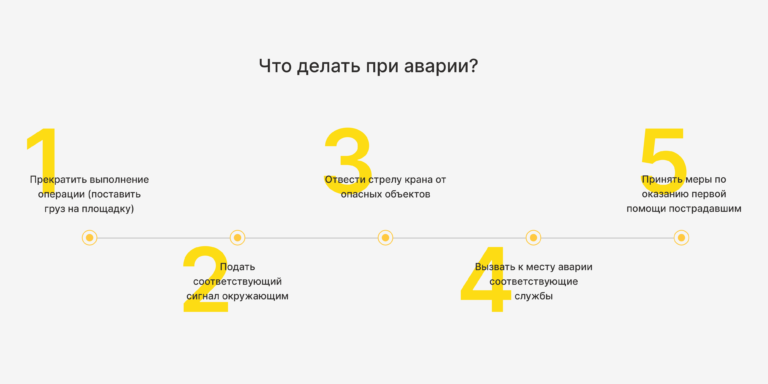 Что делать при аварии?
1
Прекратить выполнение
операции (поставить
груз на площадку)
2
Подать
соответствующий
сигнал окружающим
3
Отвести стрелу крана от
опасных объектов
4
Вызвать к месту аварии
соответствующие
службы
5
Принять меры по
оказанию первой
помощи пострадавшим